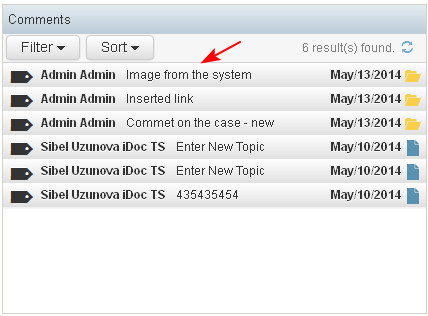 Comments
Filter Sort 6 result(s) found.
Admin Admin Image from the system May/13/2014
Admin Admin Inserted link May/13/2014
Admin Admin Commet on the case - new May/13/2014
Sibel Uzunova iDoc TS Enter New Topic May/10/2014
Sibel Uzunova iDoc TS Enter New Topic May/10/2014
Sibel Uzunova iDoc TS 435435454 May/10/2014